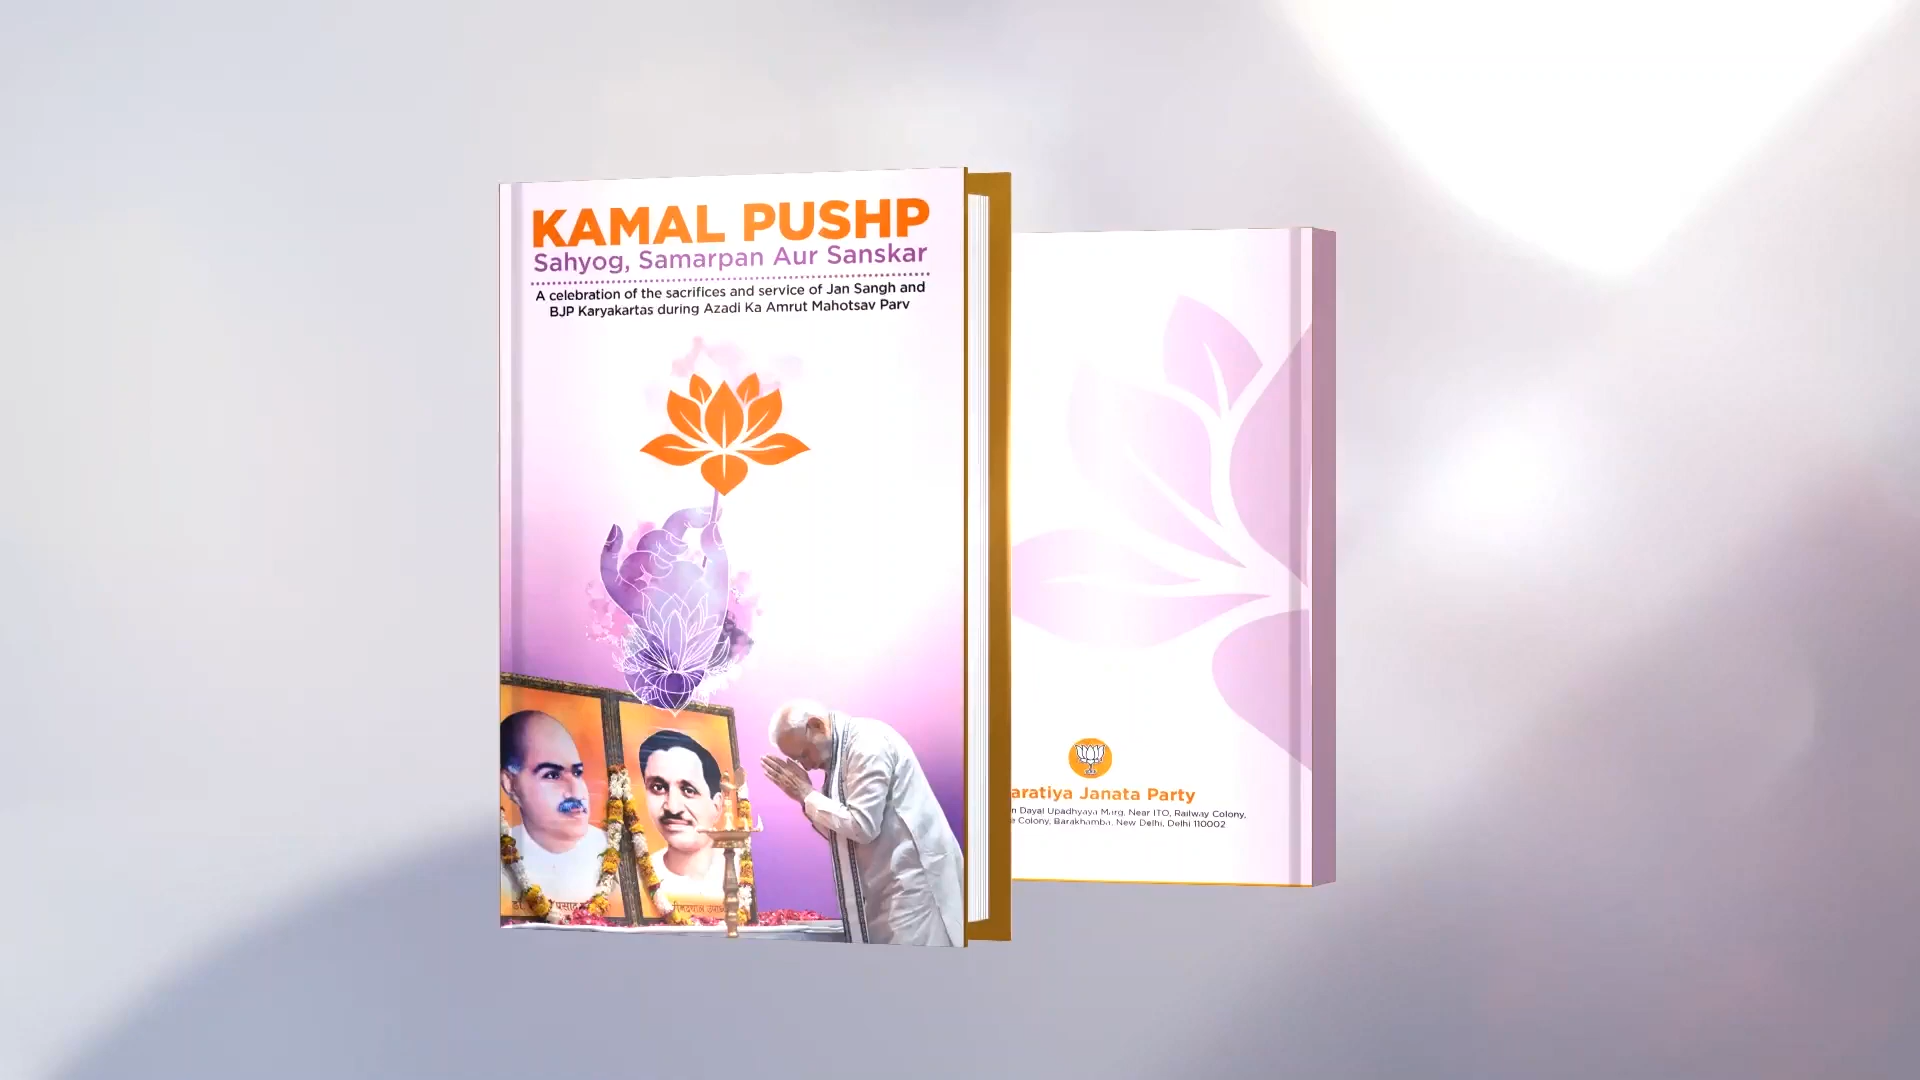 KAMAL PUSHP
Sahyog, Samarpan Aur Sanskar
A celebration of the sacrifices and service of Jan Sangh and
BJP Karyakartas during Azadi Ka Amrut Mahotsav Parv
aratiya Janata Party
n Dayal Upadhyaya Marg, Near ITO, Railway Colony,
e Colony, Barakhamba, New Delhi, Delhi 110002